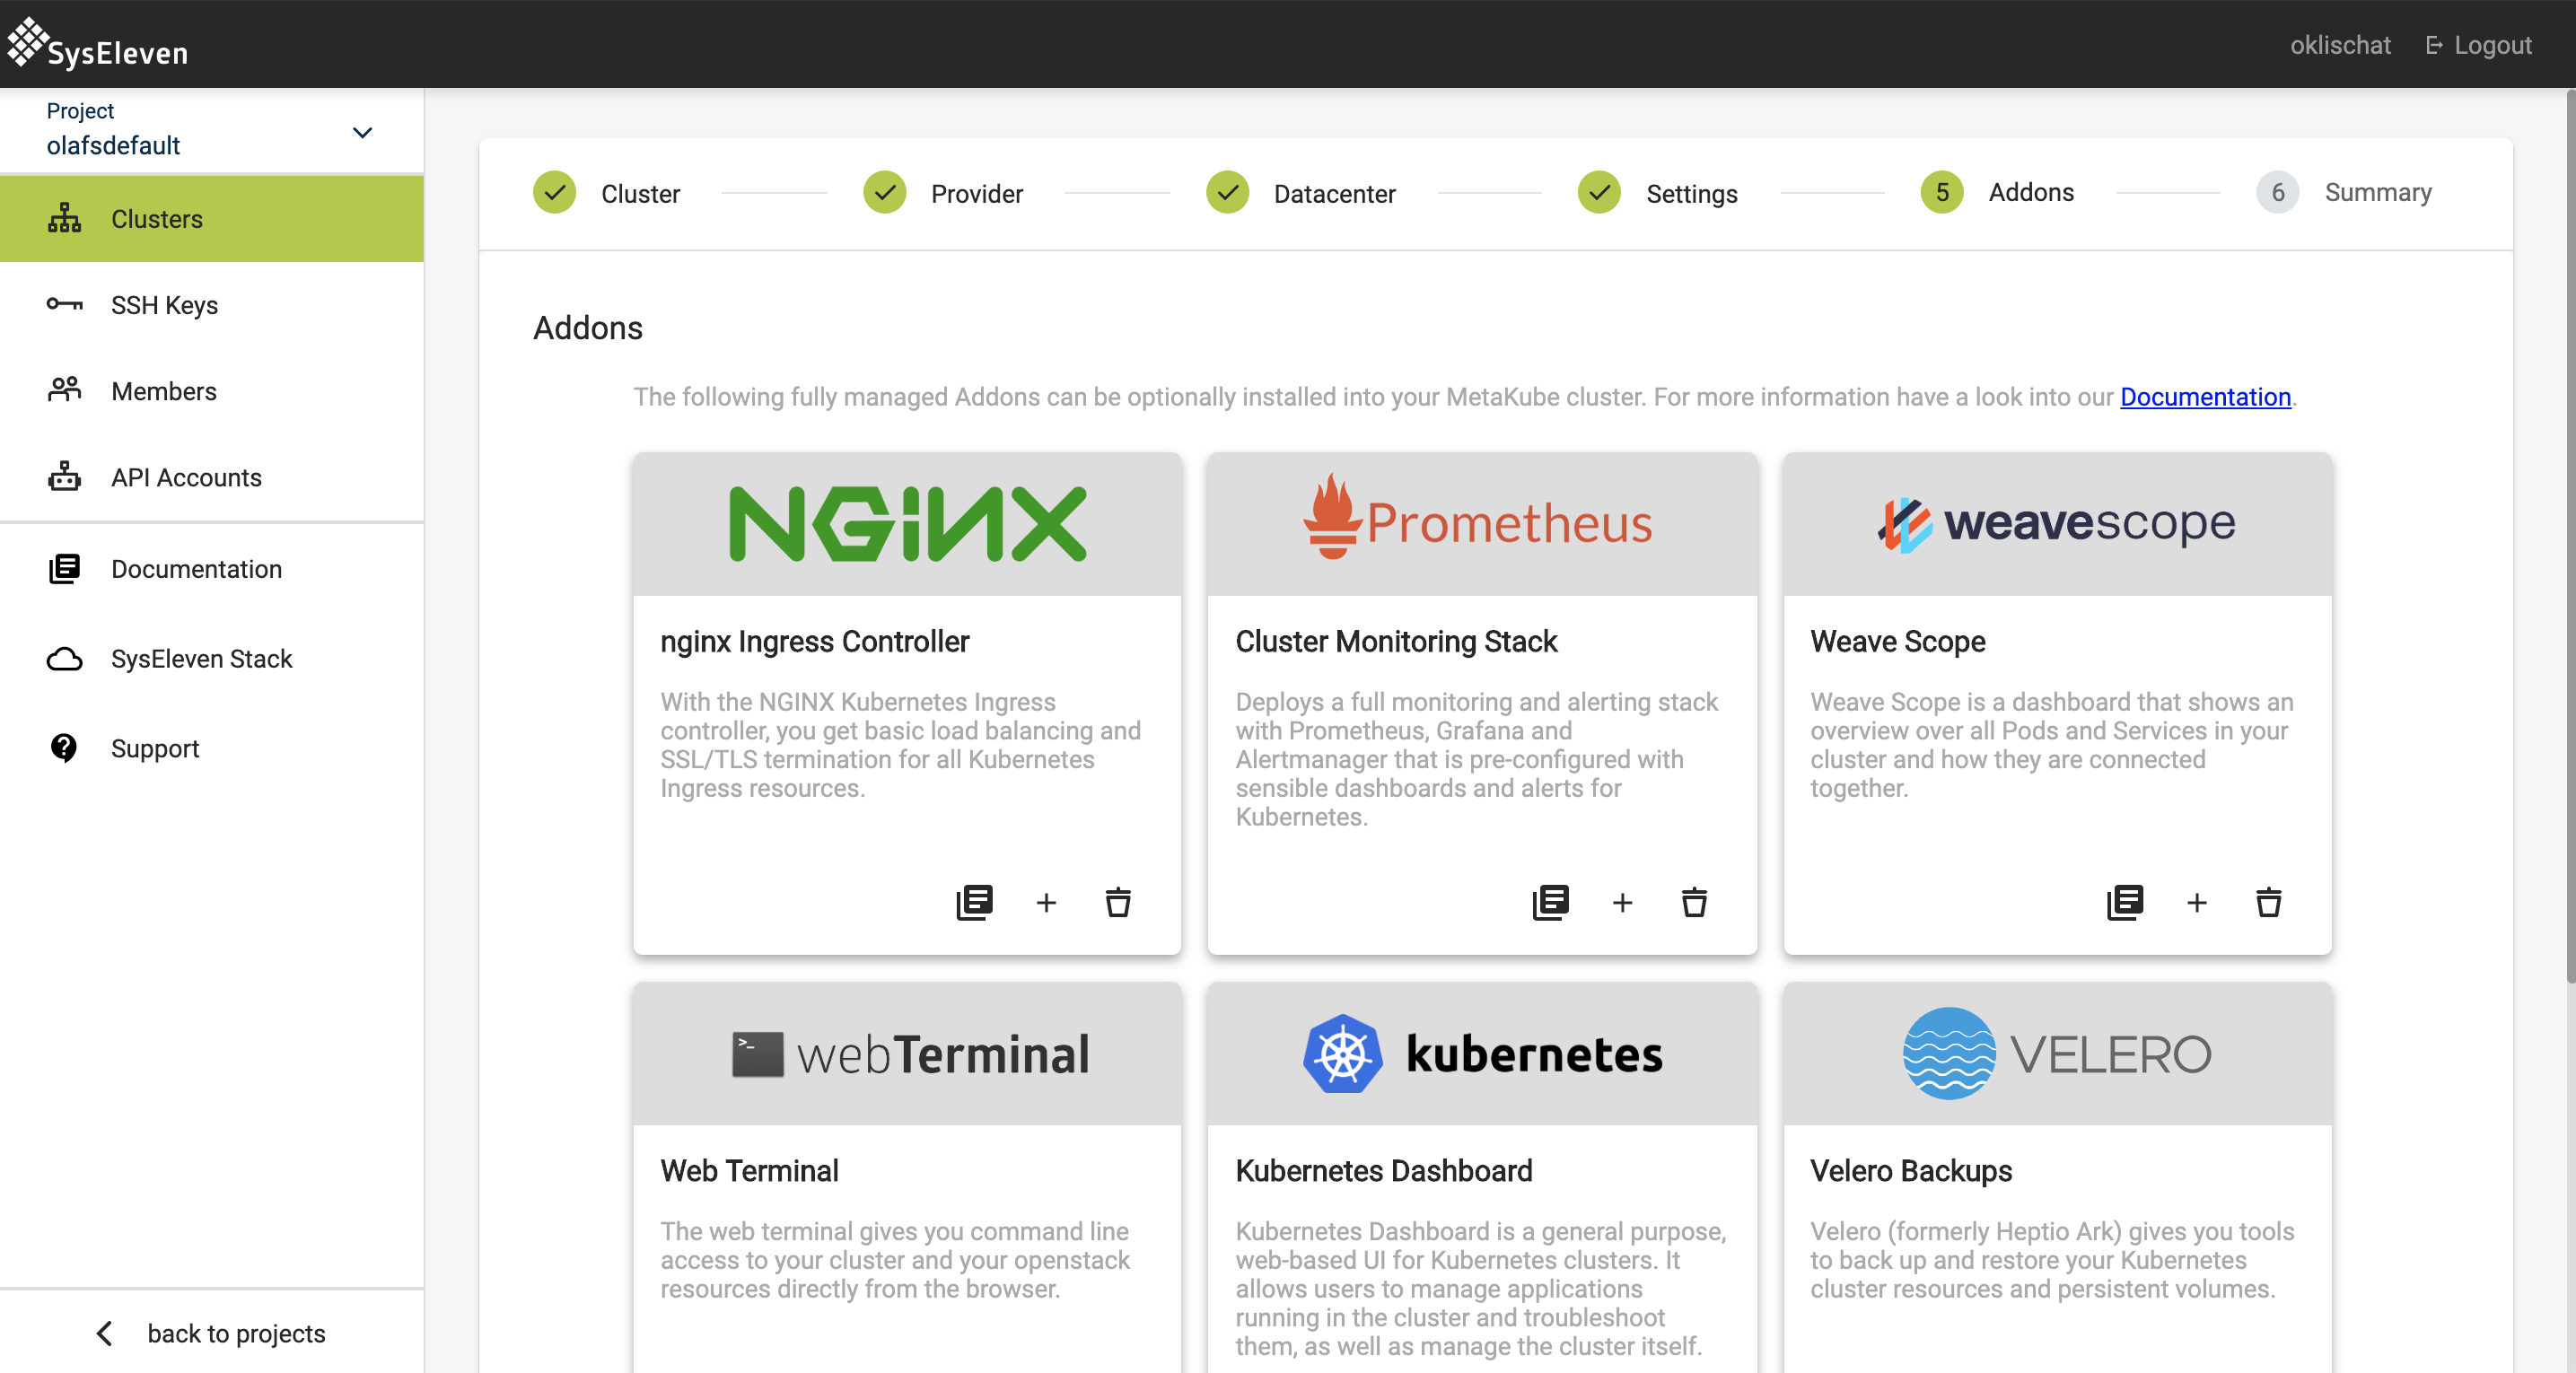 SysEleven
oklischat
Logout
Project
olafsdefault
Clusters
SSH Keys
Members
API Accounts
Documentation
SysEleven Stack
Support
back to projects
Cluster
Provider
Datacenter
Settings
5 Addons
6 Summary
Addons
The following fully managed Addons can be optionally installed into your MetaKube cluster. For more information have a look into our Documentation.
NGiNX
nginx Ingress Controller
With the NGINX Kubernetes Ingress
controller, you get basic load balancing and
SSL/TLS termination for all Kubernetes
Ingress resources.
Prometheus
Cluster Monitoring Stack
Deploys a full monitoring and alerting stack
with Prometheus, Grafana and
Alertmanager that is pre-configured with
sensible dashboards and alerts for
Kubernetes.
weavescope
Weave Scope
Weave Scope is a dashboard that shows an
overview over all Pods and Services in your
cluster and how they are connected
together.
>_ webTerminal
Web Terminal
The web terminal gives you command line
access to your cluster and your openstack
resources directly from the browser.
kubernetes
Kubernetes Dashboard
Kubernetes Dashboard is a general purpose,
web-based UI for Kubernetes clusters. It
allows users to manage applications
running in the cluster and troubleshoot
them, as well as manage the cluster itself.
VELERO
Velero Backups
Velero (formerly Heptio Ark) gives you tools
to back up and restore your Kubernetes
cluster resources and persistent volumes.